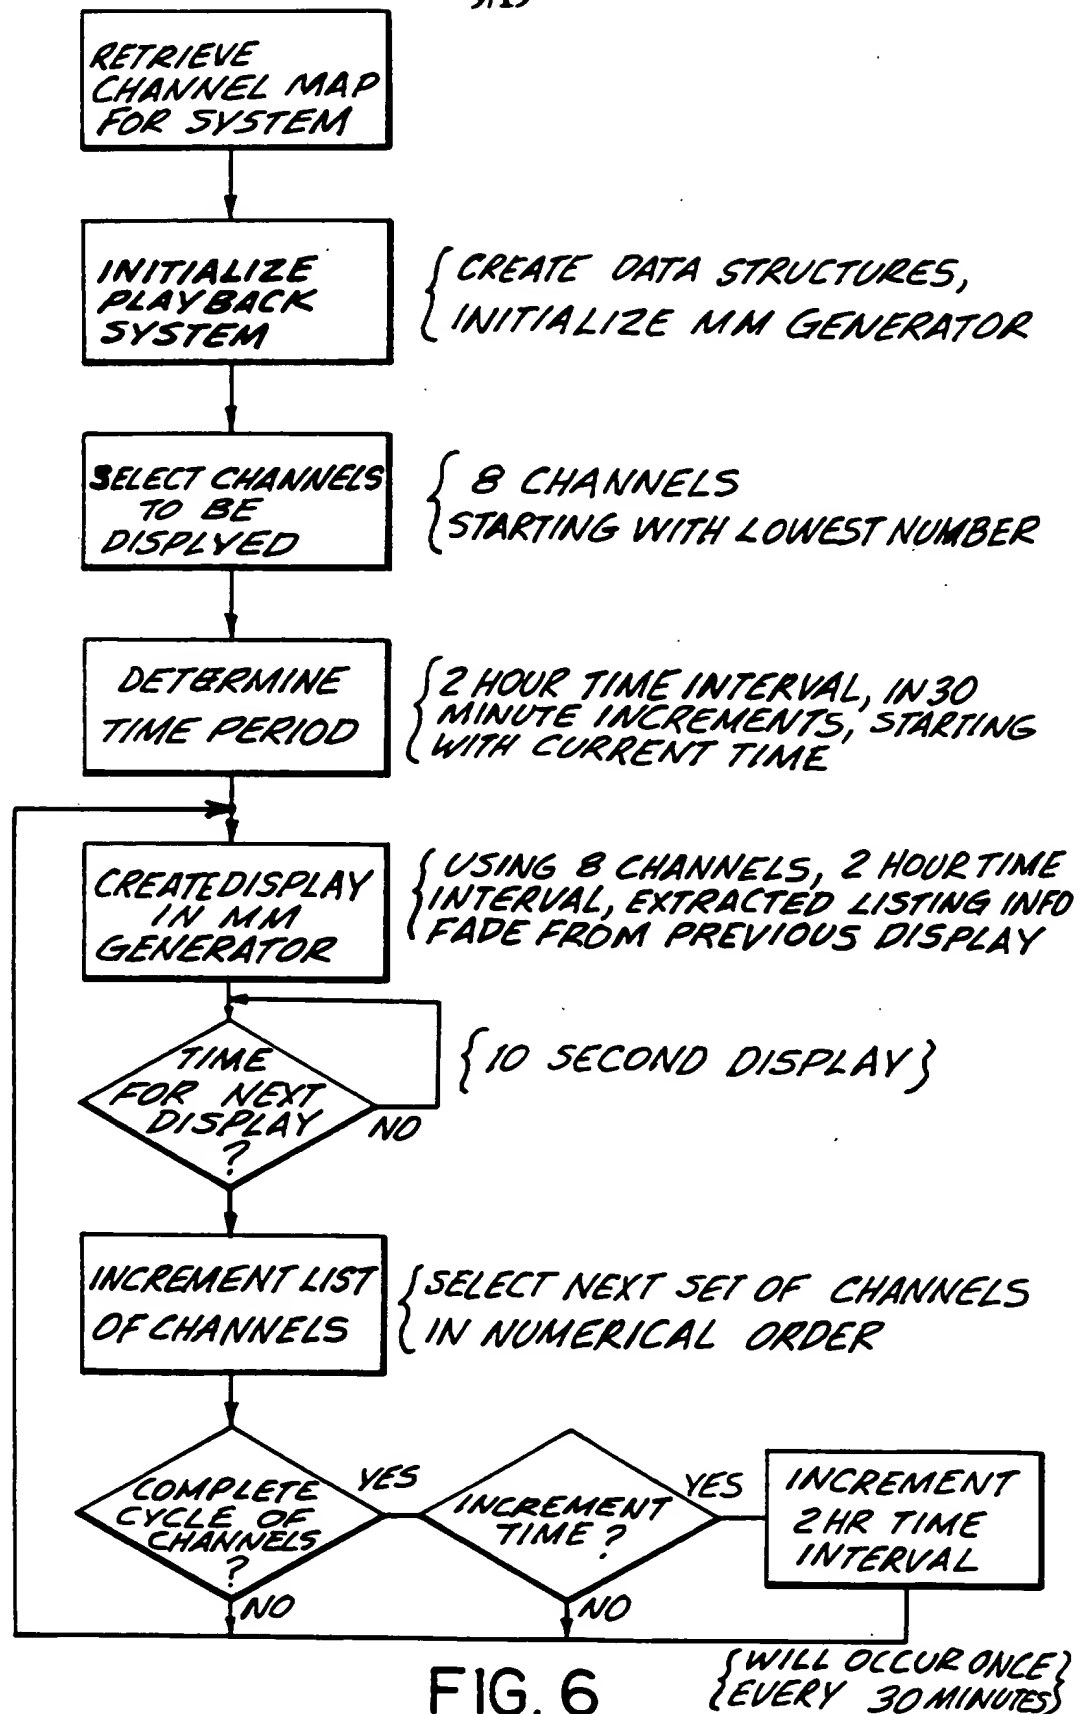 RETRIEVE
CHANNEL MAP
FOR SYSTEM
INITIALIZE
PLAYBACK
SYSTEM
{CREATE DATA STRUCTURES,
INITIALIZE MM GENERATOR
SELECT CHANNELS
TO BE
DISPLYED
{8 CHANNELS
STARTING WITH LOWEST NUMBER
DETERMINE
TIME PERIOD
{2 HOUR TIME INTERVAL, IN 30
MINUTE INCREMENTS, STARTING
WITH CURRENT TIME
CREATE DISPLAY
IN MM
GENERATOR
{USING 8 CHANNELS, 2 HOUR TIME
INTERVAL, EXTRACTED LISTING INFO
FADE FROM PREVIOUS DISPLAY
TIME
FOR NEXT
DISPLAY
?
NO
{10 SECOND DISPLAY}
INCREMENT LIST
OF CHANNELS
{SELECT NEXT SET OF CHANNELS
IN NUMERICAL ORDER
COMPLETE
CYCLE OF
CHANNELS
?
YES
NO
INCREMENT
TIME?
YES
NO
INCREMENT
2 HR TIME
INTERVAL
{WILL OCCUR ONCE}
{EVERY 30 MINUTES}
FIG. 6